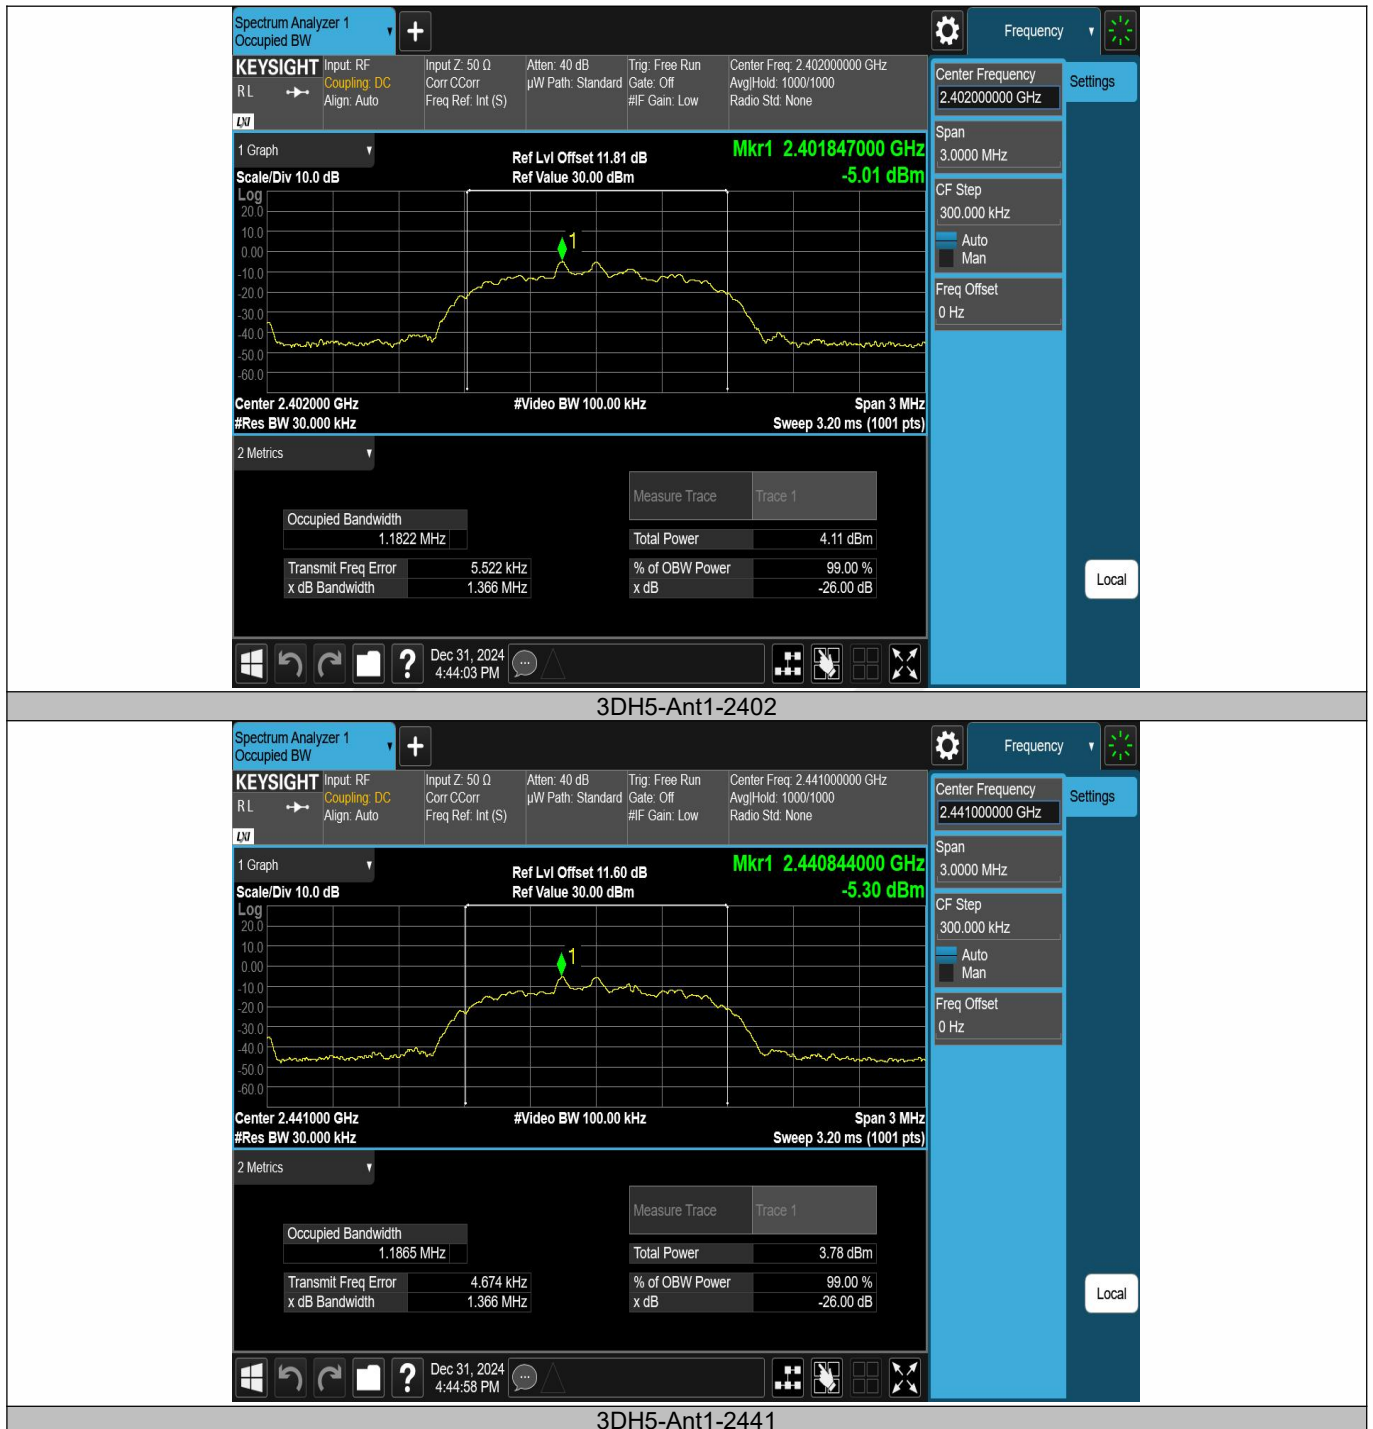 Spectrum Analyzer 1
Occupied BW
Frequency
KEYSIGHT Input: RF Input Z: 50 Ω Atten: 40 dB Trig: Free Run Center Freq: 2.402000000 GHz
Coupling: DC Corr CCorr µW Path: Standard Gate: Off Avg|Hold: 1000/1000
R L Align: Auto Freq Ref: Int (S) #IF Gain: Low Radio Std: None
LXI
Center Frequency
2.402000000 GHz
Settings
Span
3.0000 MHz
CF Step
300.000 kHz
Auto
Man
Freq Offset
0 Hz
Local
1 Graph
Scale/Div 10.0 dB
Ref Lvl Offset 11.81 dB
Ref Value 30.00 dBm
Mkr1 2.401847000 GHz
-5.01 dBm
Log
20.0
10.0
0.00
-10.0
-20.0
-30.0
-40.0
-50.0
-60.0
1
Center 2.402000 GHz #Video BW 100.00 kHz Span 3 MHz
#Res BW 30.000 kHz Sweep 3.20 ms (1001 pts)
2 Metrics
Measure Trace Trace 1
Occupied Bandwidth
1.1822 MHz
Total Power 4.11 dBm
Transmit Freq Error 5.522 kHz % of OBW Power 99.00 %
x dB Bandwidth 1.366 MHz x dB -26.00 dB
? Dec 31, 2024
4:44:03 PM
3DH5-Ant1-2402
Spectrum Analyzer 1
Occupied BW
Frequency
KEYSIGHT Input: RF Input Z: 50 Ω Atten: 40 dB Trig: Free Run Center Freq: 2.441000000 GHz
Coupling: DC Corr CCorr µW Path: Standard Gate: Off Avg|Hold: 1000/1000
R L Align: Auto Freq Ref: Int (S) #IF Gain: Low Radio Std: None
LXI
Center Frequency
2.441000000 GHz
Settings
Span
3.0000 MHz
CF Step
300.000 kHz
Auto
Man
Freq Offset
0 Hz
Local
1 Graph
Scale/Div 10.0 dB
Ref Lvl Offset 11.60 dB
Ref Value 30.00 dBm
Mkr1 2.440844000 GHz
-5.30 dBm
Log
20.0
10.0
0.00
-10.0
-20.0
-30.0
-40.0
-50.0
-60.0
1
Center 2.441000 GHz #Video BW 100.00 kHz Span 3 MHz
#Res BW 30.000 kHz Sweep 3.20 ms (1001 pts)
2 Metrics
Measure Trace Trace 1
Occupied Bandwidth
1.1865 MHz
Total Power 3.78 dBm
Transmit Freq Error 4.674 kHz % of OBW Power 99.00 %
x dB Bandwidth 1.366 MHz x dB -26.00 dB
? Dec 31, 2024
4:44:58 PM
3DH5-Ant1-2441